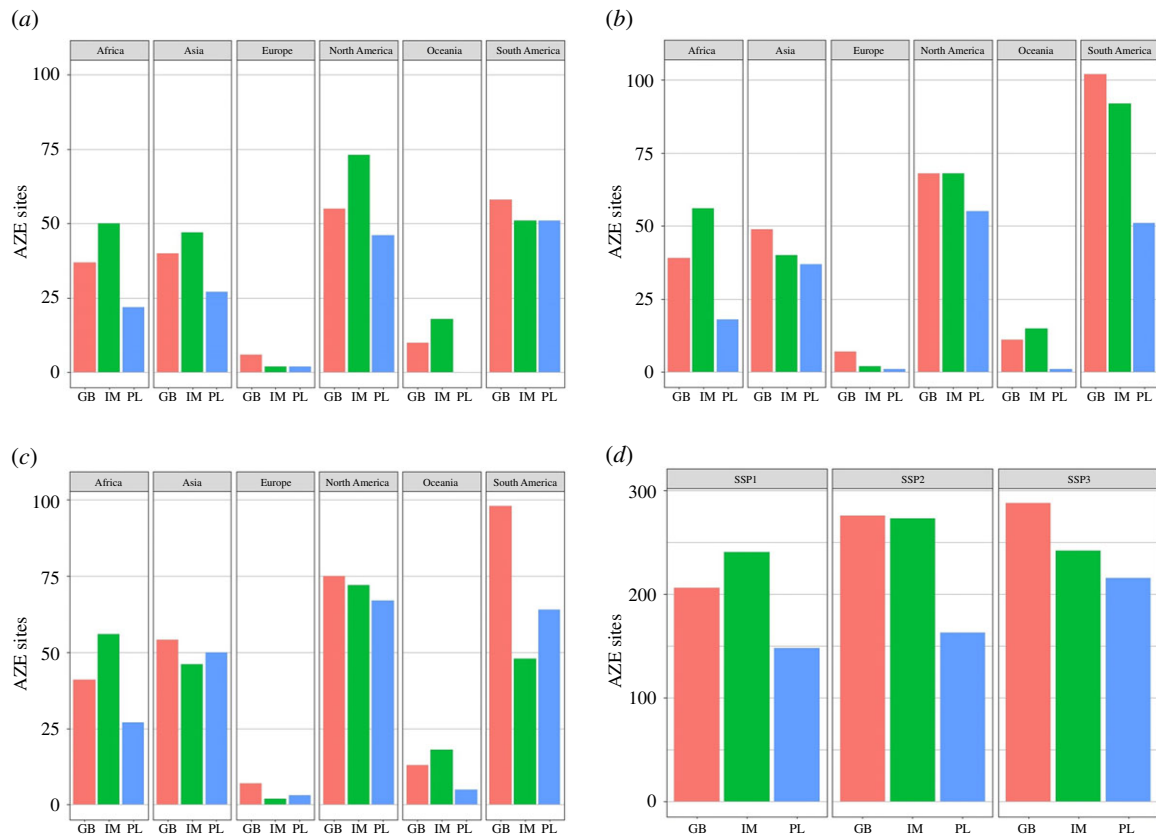 (a)
Africa Asia Europe North America Oceania South America
100
75
50
25
0
AZE sites
GB IM PL GB IM PL GB IM PL GB IM PL GB IM PL GB IM PL
(b)
Africa Asia Europe North America Oceania South America
100
75
50
25
0
AZE sites
GB IM PL GB IM PL GB IM PL GB IM PL GB IM PL GB IM PL
(c)
Africa Asia Europe North America Oceania South America
100
75
50
25
0
AZE sites
GB IM PL GB IM PL GB IM PL GB IM PL GB IM PL GB IM PL
(d)
SSP1 SSP2 SSP3
300
200
100
0
AZE sites
GB IM PL GB IM PL GB IM PL